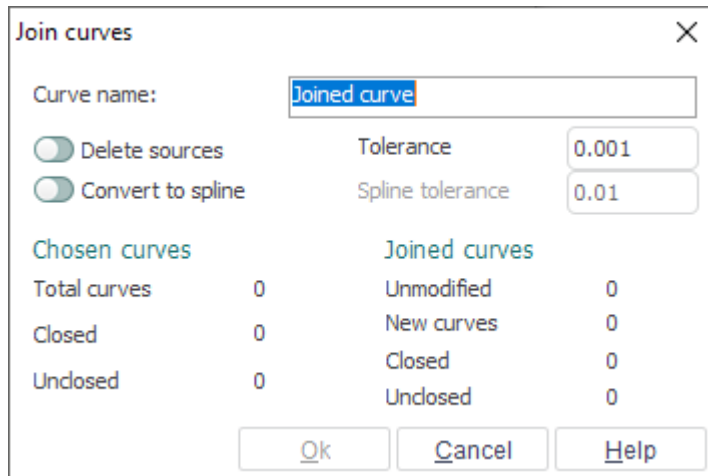 Join curves
Curve name: Joined curve
Delete sources Tolerance 0.001
Convert to spline Spline tolerance 0.01
Chosen curves Joined curves
Total curves 0 Unmodified 0
Closed 0 New curves 0
Unclosed 0 Closed 0
Unclosed 0
Ok Cancel Help